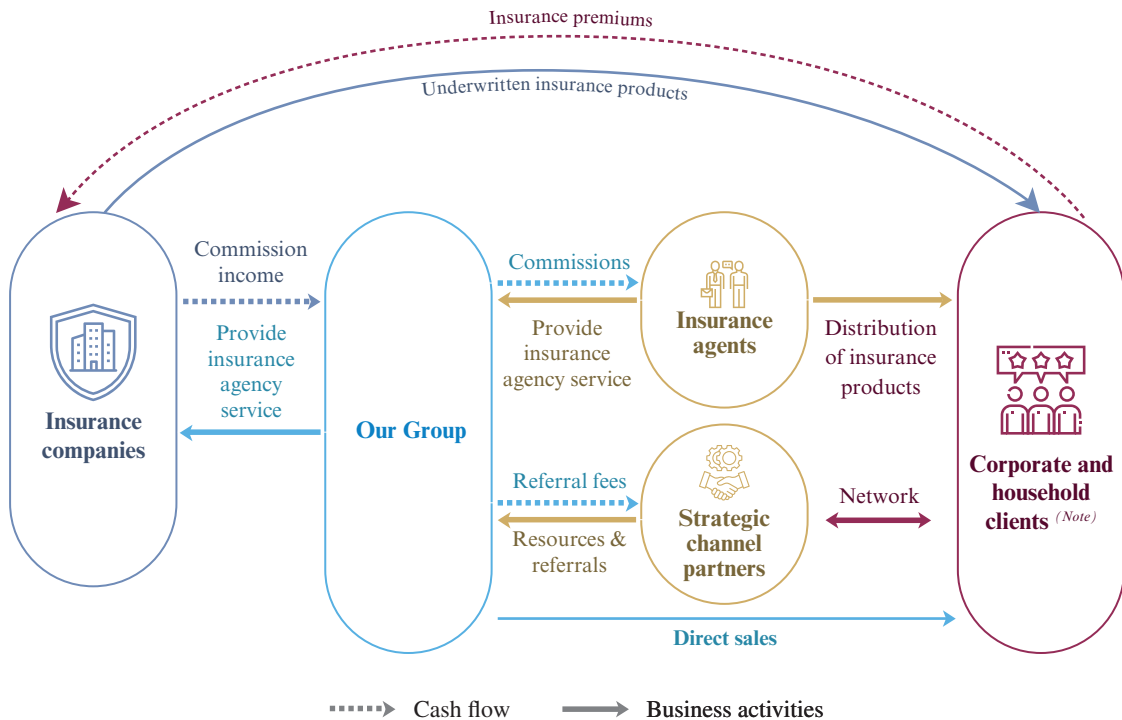 Insurance premiums
Underwritten insurance products
Commission
income
Provide
insurance
agency
service
Insurance
companies
Our Group
Commissions
Provide
insurance
agency service
Insurance
agents
Distribution
of insurance
products
Referral fees
Resources &
referrals
Strategic
channel
partners
Network
Corporate and
household
clients (Note)
Direct sales
Cash flow
Business activities